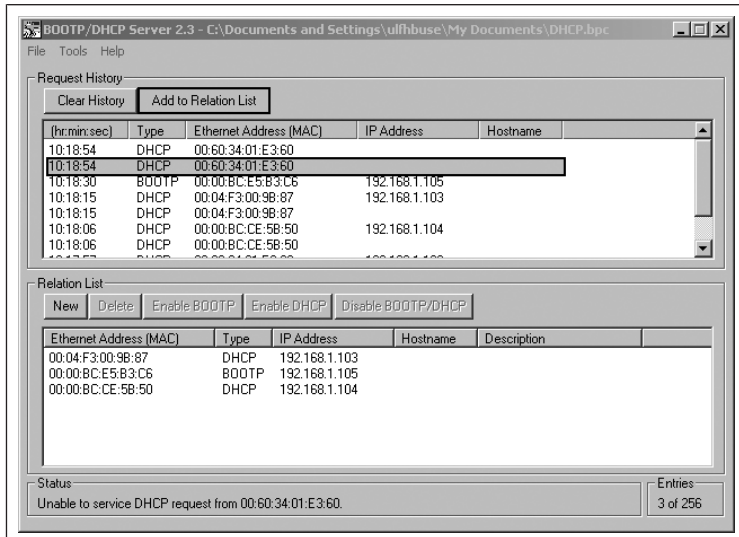 BOOTP/DHCP Server 2.3 - C:\Documents and Settings\ulfhbuse\My Documents\DHCP.bpc
File Tools Help
Request History
Clear History Add to Relation List
(hr:min:sec) Type Ethernet Address (MAC) IP Address Hostname
10:18:54 DHCP 00:60:34:01:E3:60
10:18:54 DHCP 00:60:34:01:E3:60
10:18:30 BOOTP 00:00:BC:E5:B3:C6 192.168.1.105
10:18:15 DHCP 00:04:F3:00:9B:87 192.168.1.103
10:18:15 DHCP 00:04:F3:00:9B:87
10:18:06 DHCP 00:00:BC:CE:5B:50 192.168.1.104
10:18:06 DHCP 00:00:BC:CE:5B:50
Relation List
New Delete Enable BOOTP Enable DHCP Disable BOOTP/DHCP
Ethernet Address (MAC) Type IP Address Hostname Description
00:04:F3:00:9B:87 DHCP 192.168.1.103
00:00:BC:E5:B3:C6 BOOTP 192.168.1.105
00:00:BC:CE:5B:50 DHCP 192.168.1.104
Status
Unable to service DHCP request from 00:60:34:01:E3:60.
Entries
3 of 256